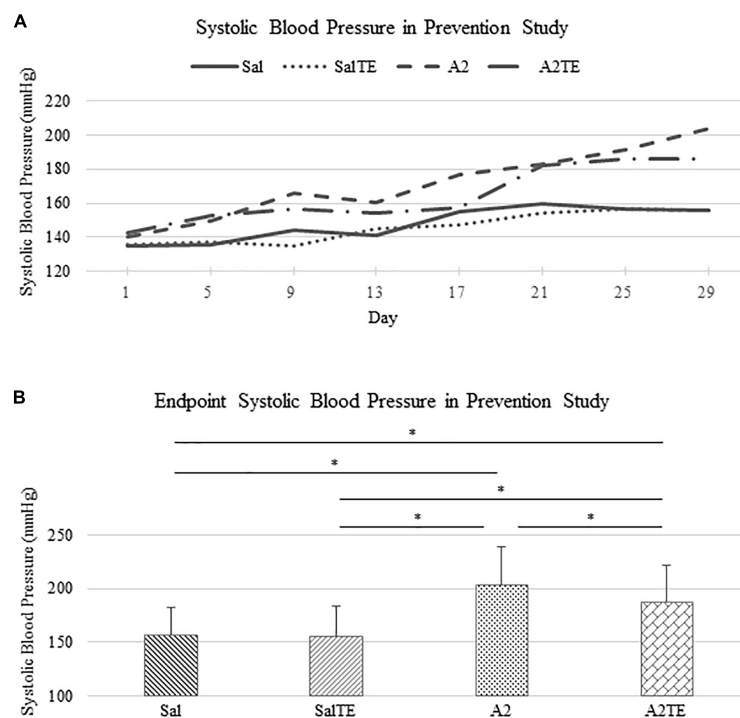 A
Systolic Blood Pressure in Prevention Study
Sal SalTE A2 A2TE
Systolic Blood Pressure (mmHg)
220
200
180
160
140
120
1 5 9 13 17 21 25 29
Day
B
Endpoint Systolic Blood Pressure in Prevention Study
*
*
*
* *
Systolic Blood Pressure (mmHg)
250
200
150
100
Sal SalTE A2 A2TE